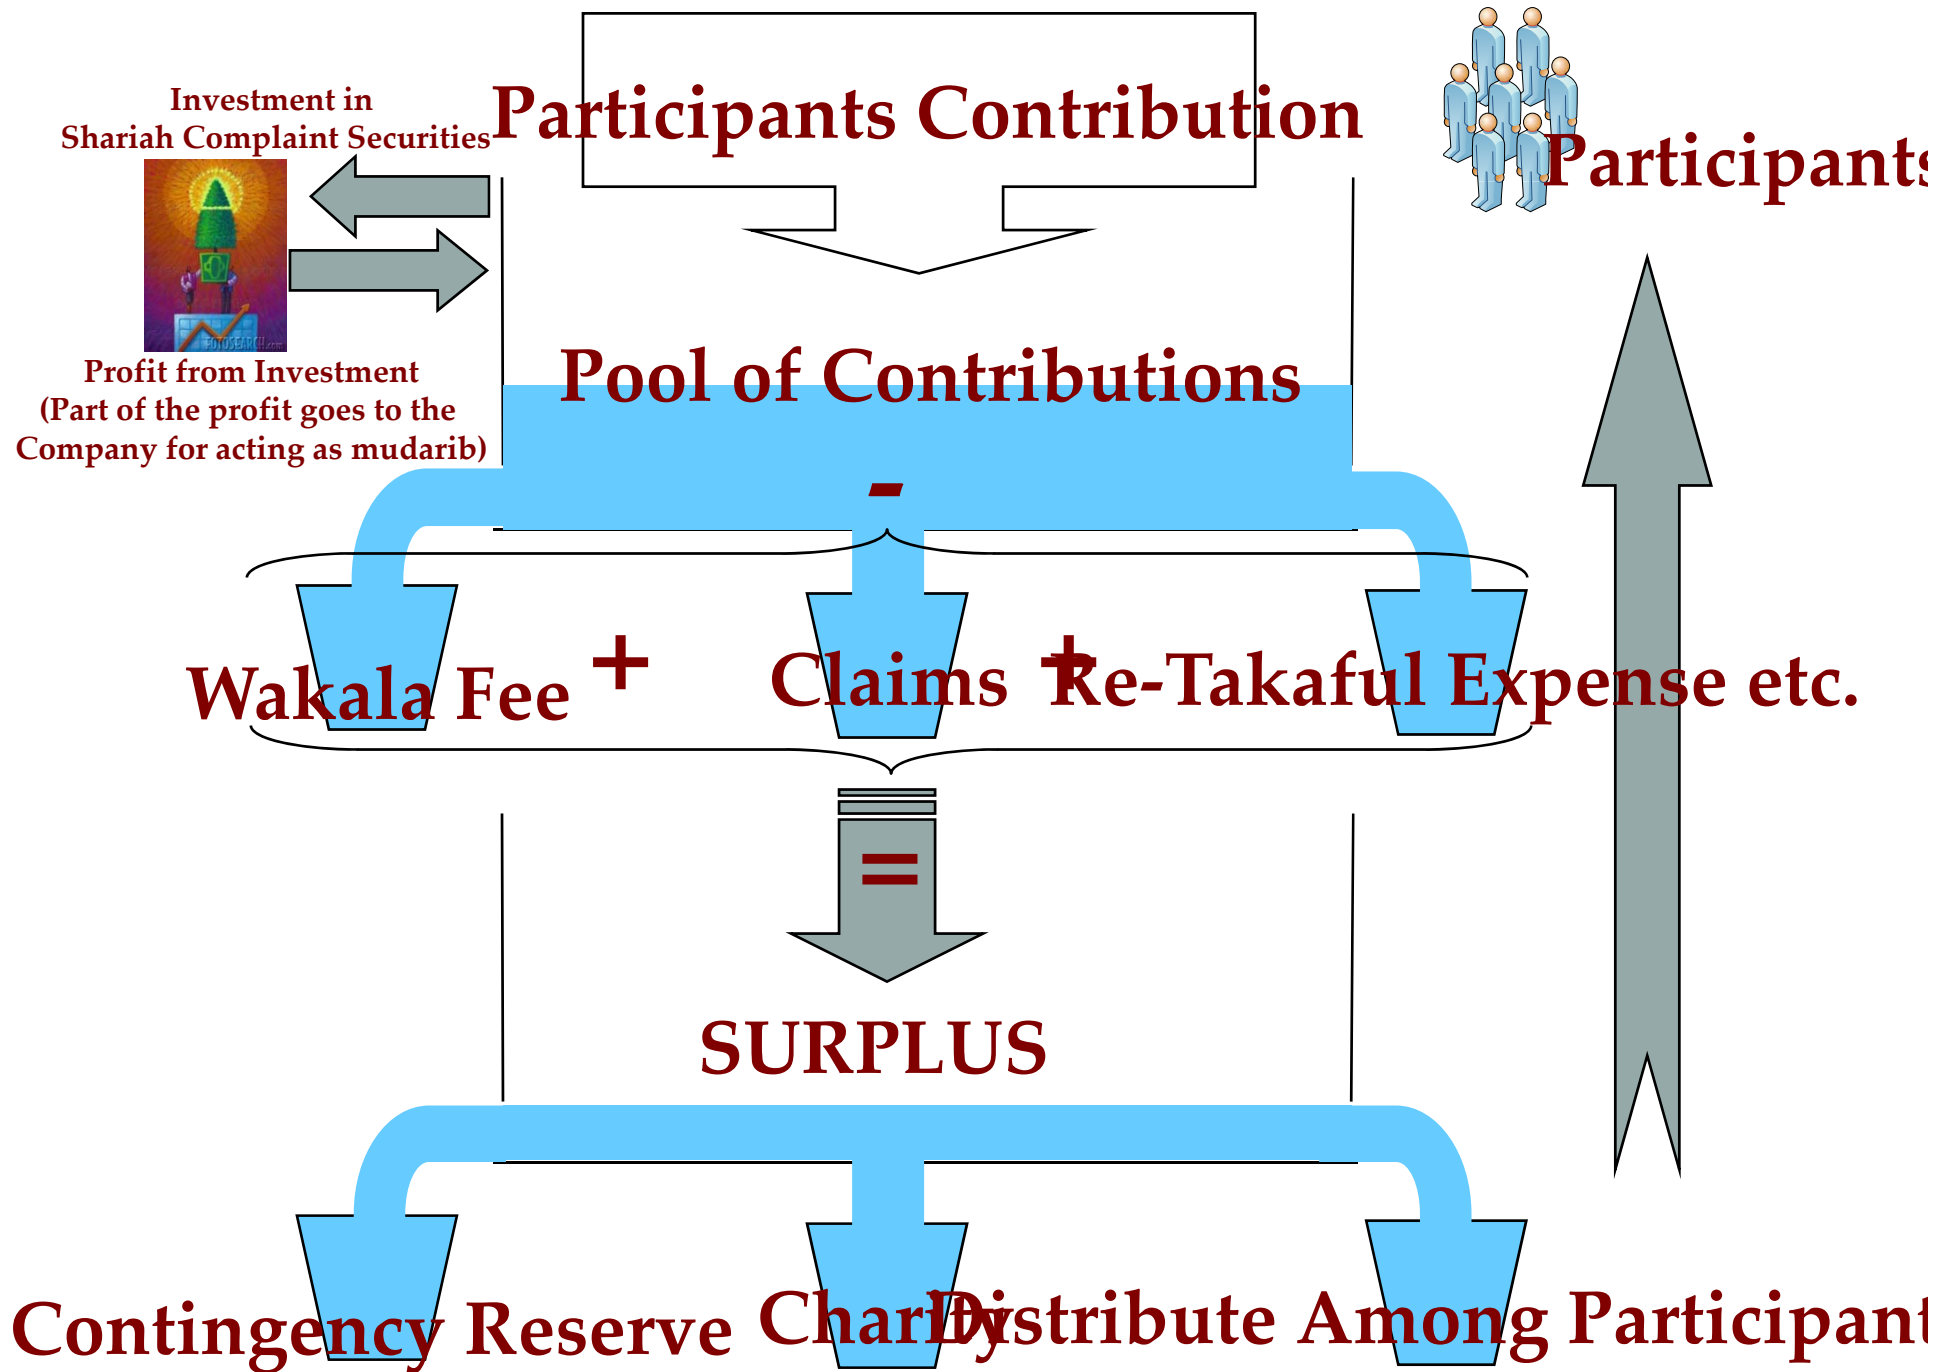 Investment in
Shariah Complaint Securities
Participants Contribution
Participants
FOTOSEARCH.com
Profit from Investment
(Part of the profit goes to the
Company for acting as mudarib)
Pool of Contributions
-
Wakala Fee
+
Claims
+
Re-Takaful Expense etc.
=
SURPLUS
Contingency Reserve
Charity
Distribute Among Participant